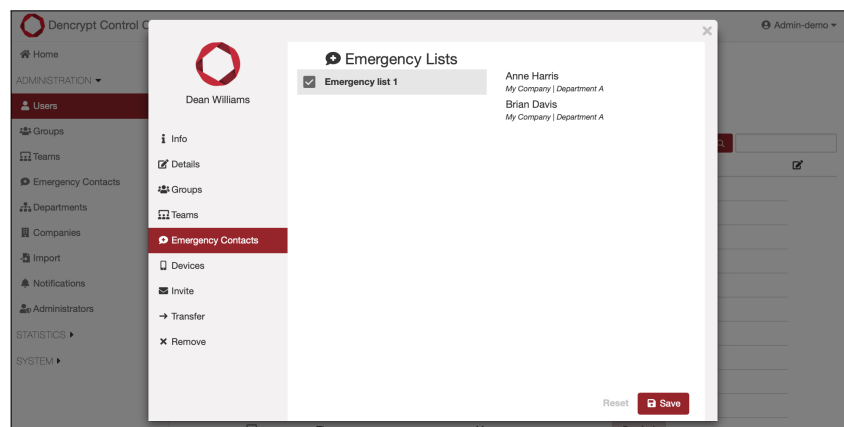 Dencrypt Control C
Admin-demo
Home
ADMINISTRATION
Users
Groups
Teams
Emergency Contacts
Departments
Companies
Import
Notifications
Administrators
STATISTICS
SYSTEM
Dean Williams
Info
Details
Groups
Teams
Emergency Contacts
Devices
Invite
Transfer
Remove
Emergency Lists
Emergency list 1
Anne Harris
My Company | Department A
Brian Davis
My Company | Department A
Reset
Save